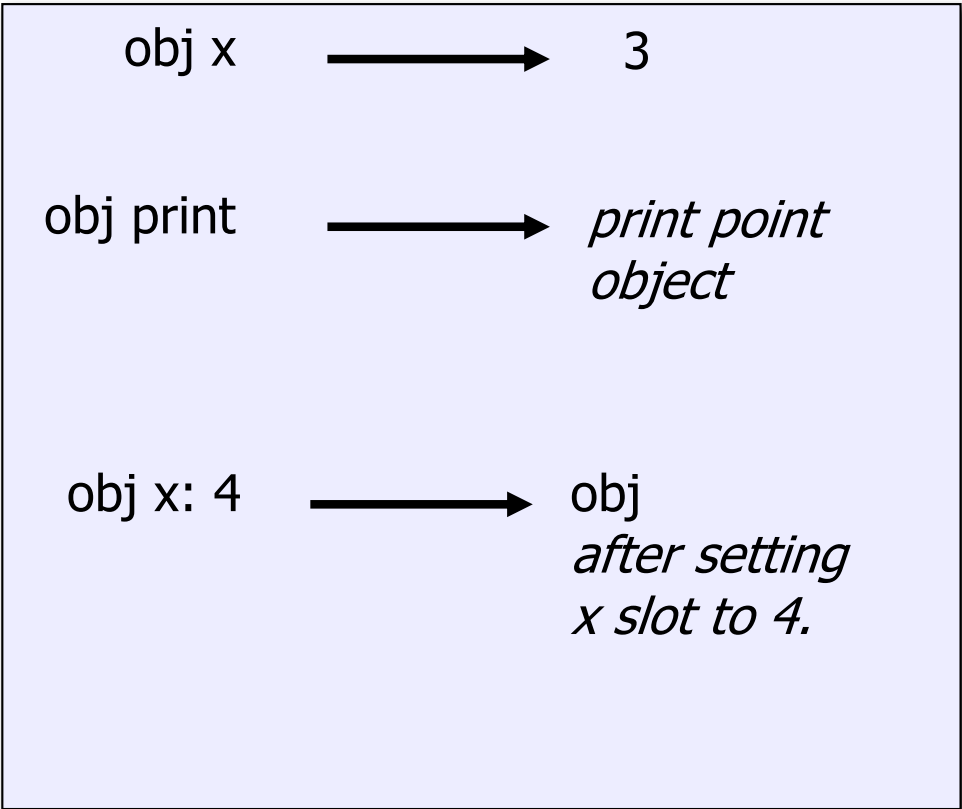 obj x 3
obj print print point
object
obj x: 4 obj
after setting
x slot to 4.